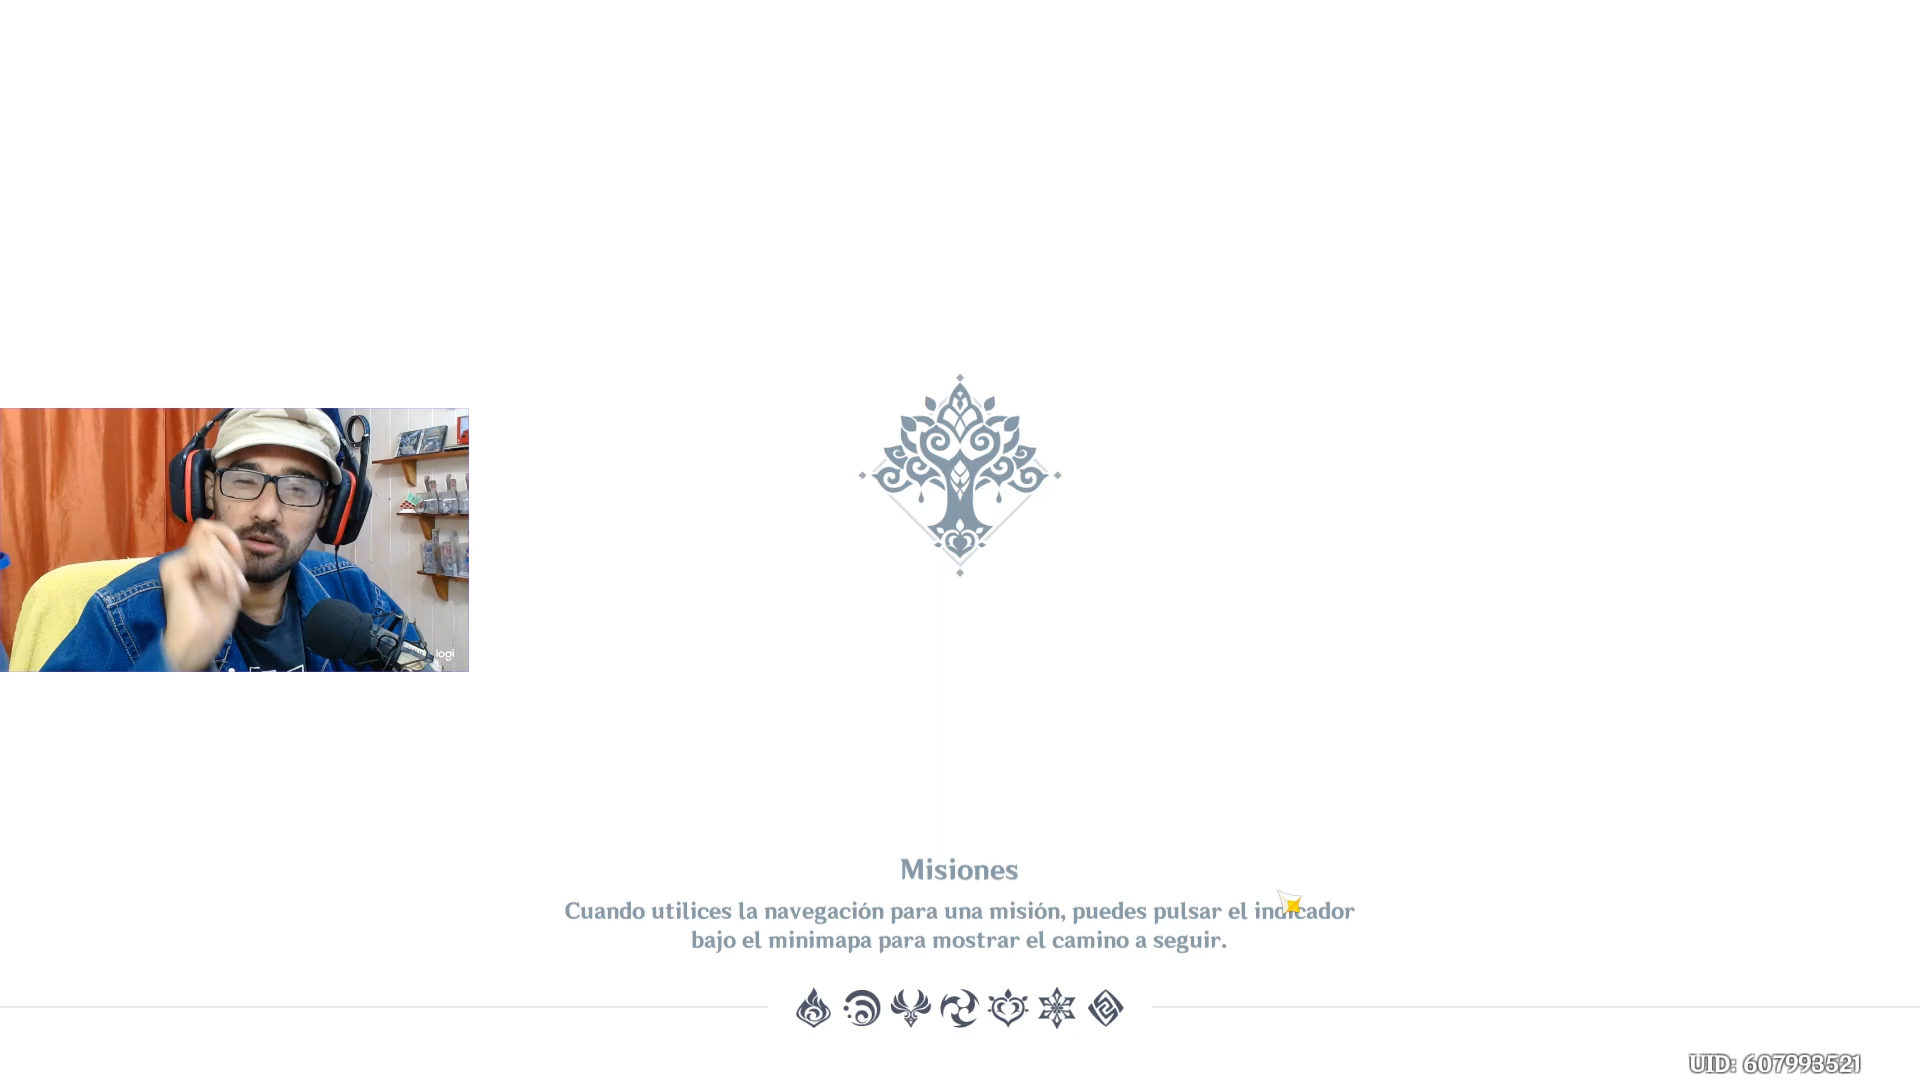 logi
Misiones
Cuando utilices la navegación para una misión, puedes pulsar el indicador
bajo el minimapa para mostrar el camino a seguir.
UID: 607993521